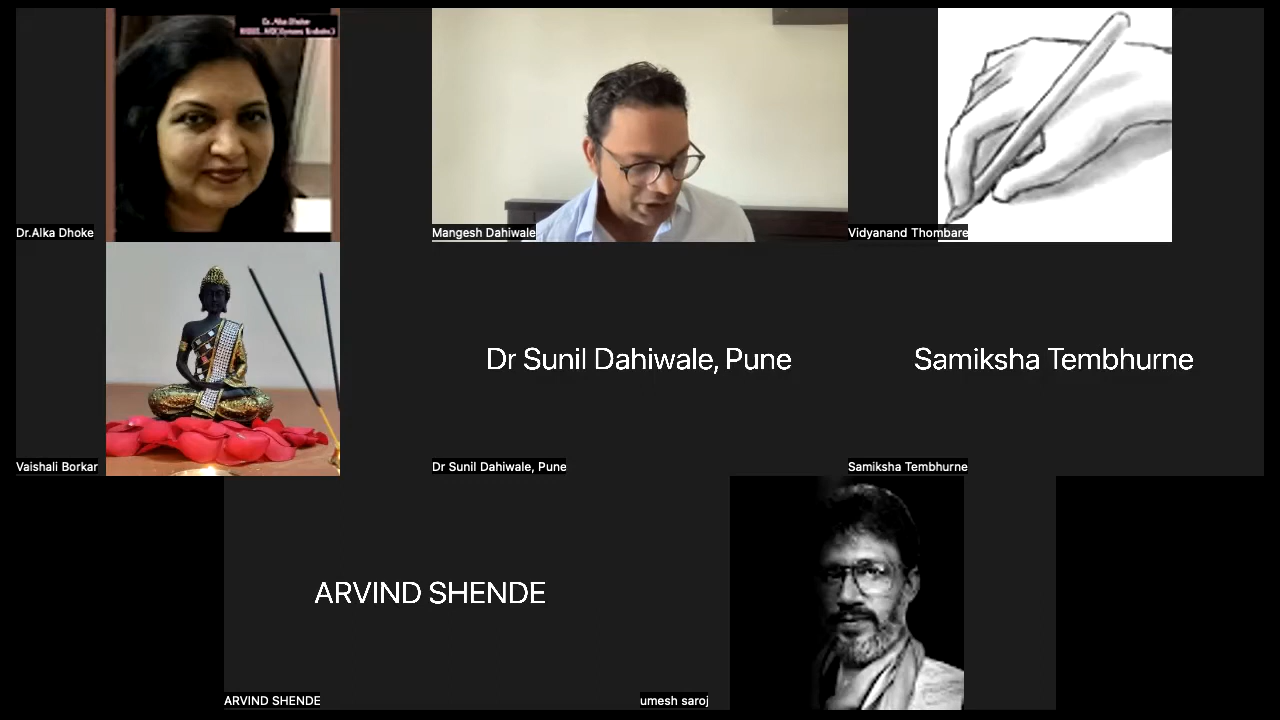 Dr.Alka Dhoke
Mangesh Dahiwale
Vidyanand Thombare
Dr Sunil Dahiwale, Pune
Samiksha Tembhurne
Vaishali Borkar
Dr Sunil Dahiwale, Pune
Samiksha Tembhurne
ARVIND SHENDE
ARVIND SHENDE
umesh saroj